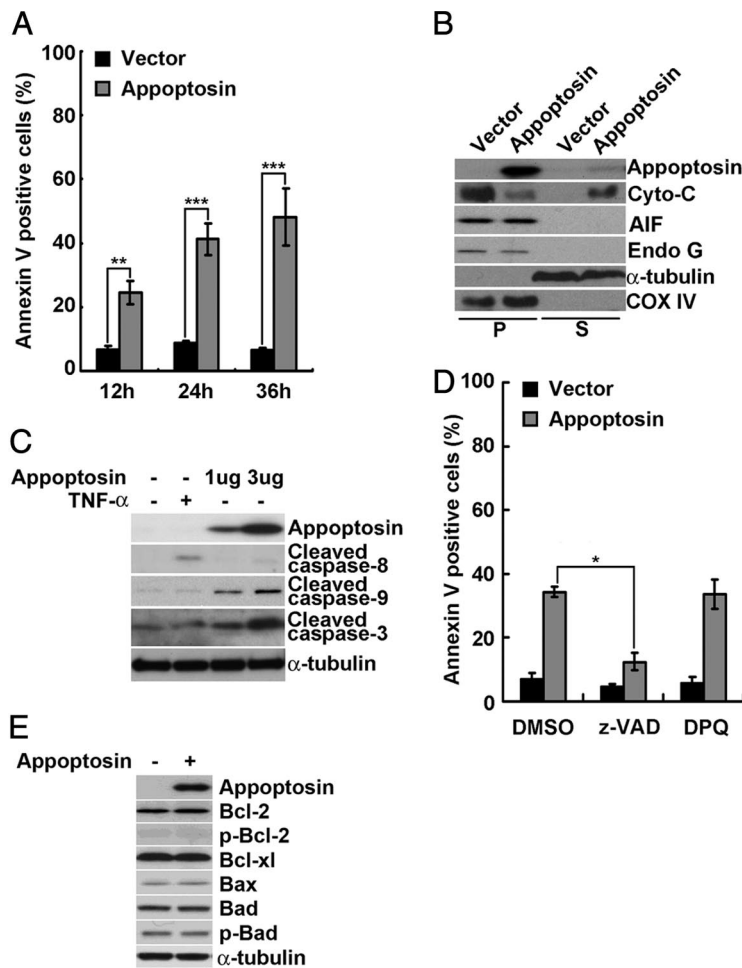 A
Annexin V positive cells (%)
100
80
60
40
20
0
Vector
Appoptosin
**
***
***
12h
24h
36h
B
Vector
Appoptosin
Vector
Appoptosin
Appoptosin
Cyto-C
AIF
Endo G
α-tubulin
COX IV
P
S
C
Appoptosin - - 1ug 3ug
TNF-α - + - -
Appoptosin
Cleaved
caspase-8
Cleaved
caspase-9
Cleaved
caspase-3
α-tubulin
D
Annexin V positive cels (%)
100
80
60
40
20
0
Vector
Appoptosin
*
DMSO
z-VAD
DPQ
E
Appoptosin - +
Appoptosin
Bcl-2
p-Bcl-2
Bcl-xl
Bax
Bad
p-Bad
α-tubulin